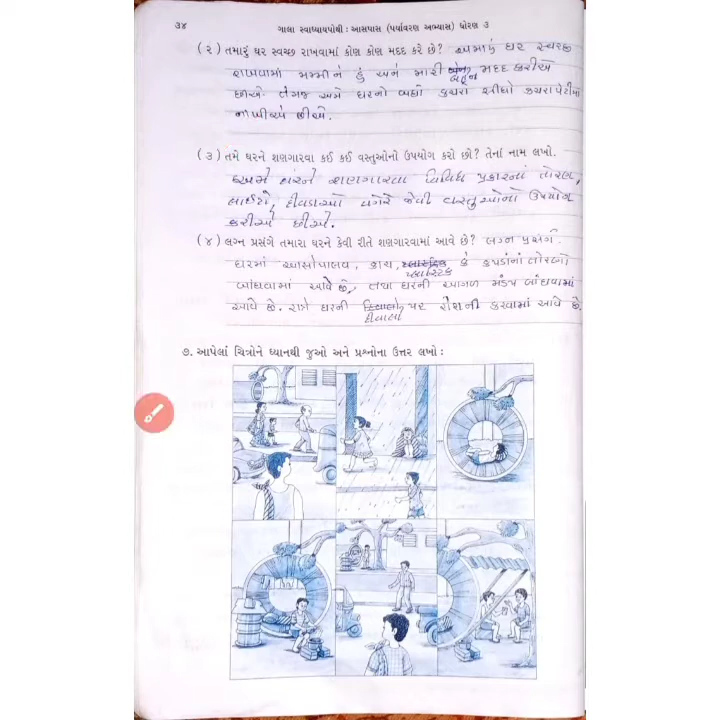 ૩૪
ગાલા સ્વાધ્યાયપોથી : આસપાસ (પર્યાવરણ અભ્યાસ) ધોરણ ૩
(૨) તમારું ઘર સ્વચ્છ રાખવામાં કોણ કોણ મદદ કરે છે? અમારું ઘર સ્વચ્છ
રાખવામાં મમ્મીને હું અને મારી બહેન મદદ કરીએ
છીએ. તેમજ અમે ઘરનો બધો કચરો સીધો કચરાપેટીમાં
નાખીએ છીએ.
(૩) તમે ઘરને શણગારવા કઈ કઈ વસ્તુઓનો ઉપયોગ કરો છો? તેનાં નામ લખો.
અમે ઘરને શણગારવા વિવિધ પ્રકારનાં તોરણ,
લાઈટો, દીવડાઓ વગેરે જેવી વસ્તુઓનો ઉપયોગ
કરીએ છીએ.
(૪) લગ્ન પ્રસંગે તમારા ઘરને કેવી રીતે શણગારવામાં આવે છે? લગ્ન પ્રસંગે
ઘરમાં આસોપાલવ, કાચ, પ્લાસ્ટિક કે કપડાંનાં તોરણો
બાંધવામાં આવે છે, તથા ઘરની આગળ મંડપ બાંધવામાં
આવે છે. રાત્રે ઘરની દીવાલો પર રોશની કરવામાં આવે છે.
૭. આપેલાં ચિત્રોને ધ્યાનથી જુઓ અને પ્રશ્નોના ઉત્તર લખો :